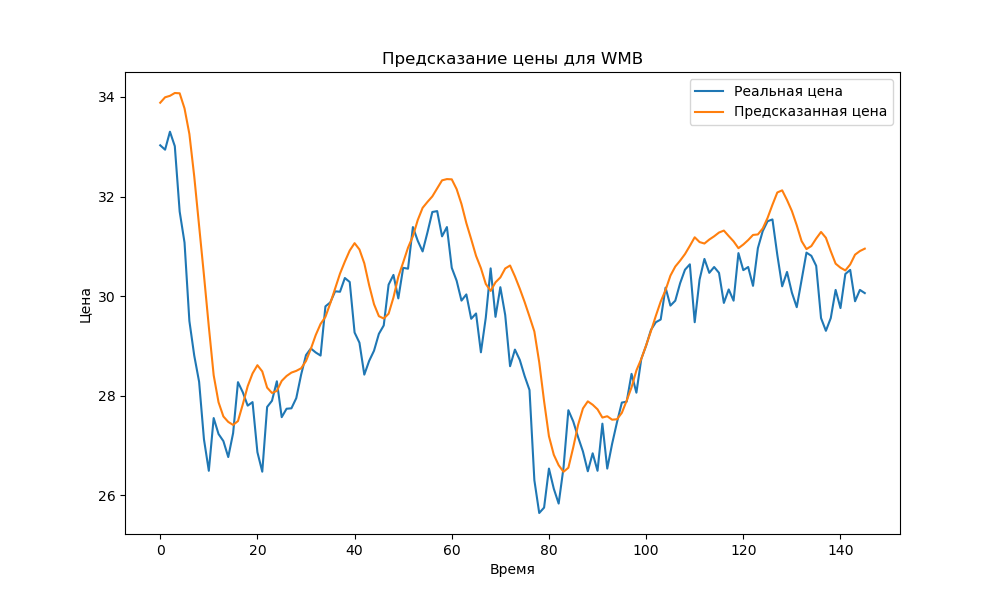 Предсказание цены для WMB
Реальная цена
Предсказанная цена
Цена
34
32
30
28
26
0 20 40 60 80 100 120 140
Время